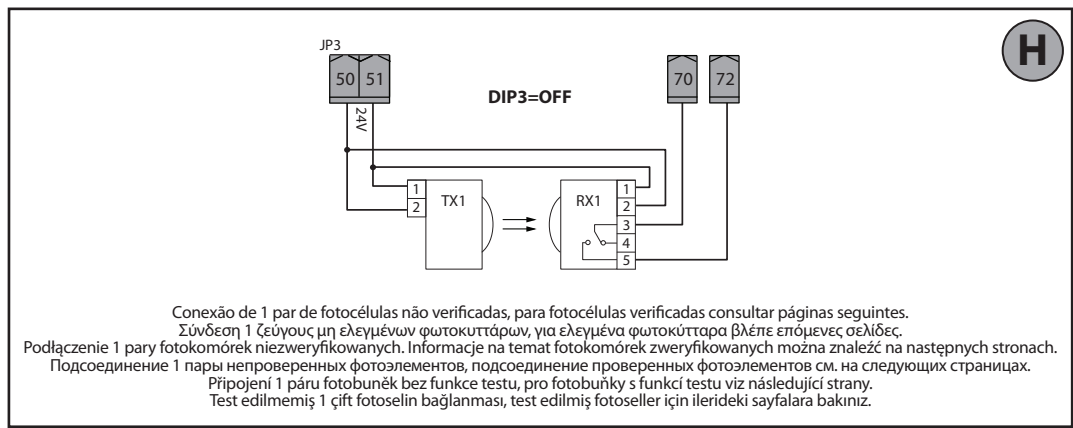 JP3
H
50 51
70 72
24V
DIP3=OFF
1
2
TX1
RX1
1
2
3
4
5
Conexão de 1 par de fotocélulas não verificadas, para fotocélulas verificadas consultar páginas seguintes.
Σύνδεση 1 ζεύγους μη ελεγμένων φωτοκυττάρων, για ελεγμένα φωτοκύτταρα βλέπε επόμενες σελίδες.
Podłączenie 1 pary fotokomórek niezweryfikowanych. Informacje na temat fotokomórek zweryfikowanych można znaleźć na następnych stronach.
Подсоединение 1 пары непроверенных фотоэлементов, подсоединение проверенных фотоэлементов см. на следующих страницах.
Připojení 1 páru fotobuněk bez funkce testu, pro fotobuňky s funkcí testu viz následující strany.
Test edilmemiş 1 çift fotoselin bağlanması, test edilmiş fotoseller için ilerideki sayfalara bakınız.